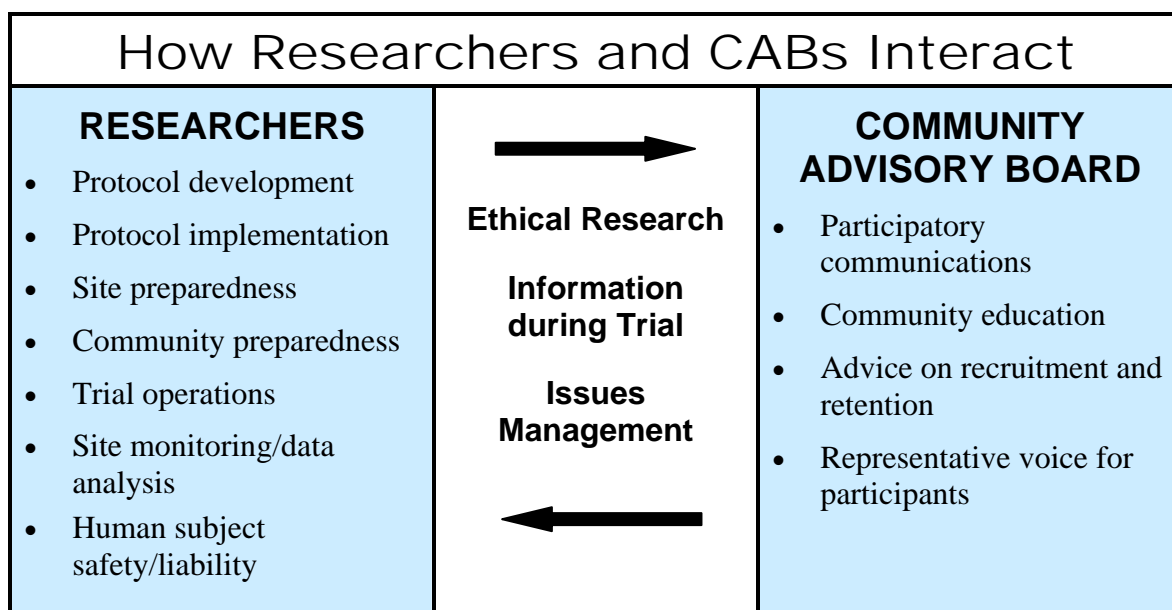 How Researchers and CABs Interact
RESEARCHERS
• Protocol development
• Protocol implementation
• Site preparedness
• Community preparedness
• Trial operations
• Site monitoring/data
analysis
• Human subject
safety/liability
Ethical Research
Information
during Trial
Issues
Management
COMMUNITY
ADVISORY BOARD
• Participatory
communications
• Community education
• Advice on recruitment and
retention
• Representative voice for
participants